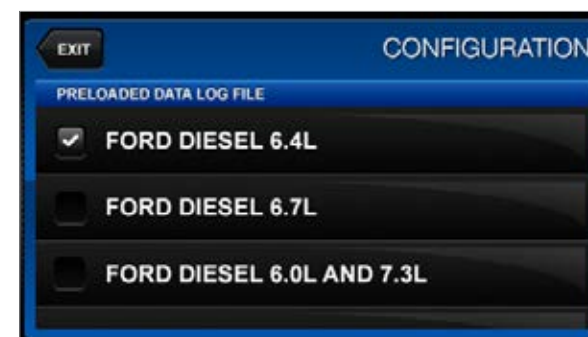 EXIT
CONFIGURATION
PRELOADED DATA LOG FILE
FORD DIESEL 6.4L
FORD DIESEL 6.7L
FORD DIESEL 6.0L AND 7.3L